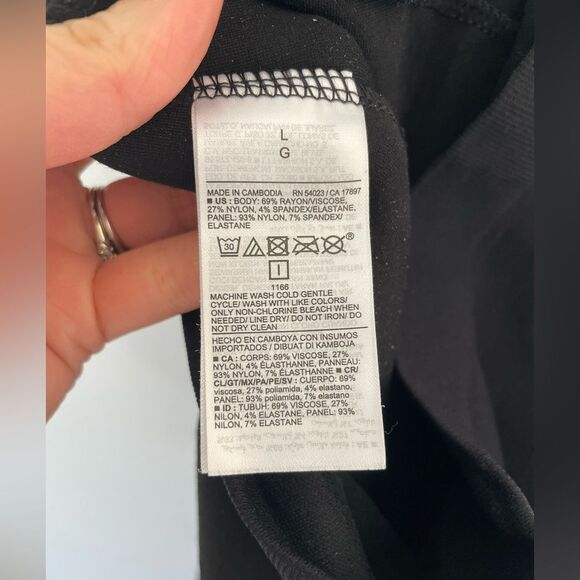 L
G
MADE IN CAMBODIA RN 54023 / CA 17897
■ US : BODY: 69% RAYON/VISCOSE,
27% NYLON, 4% SPANDEX/ELASTANE,
PANEL: 93% NYLON, 7% SPANDEX/
ELASTANE
30 ®
1166
MACHINE WASH COLD GENTLE
CYCLE/ WASH WITH LIKE COLORS/
ONLY NON-CHLORINE BLEACH WHEN
NEEDED/ LINE DRY/ DO NOT IRON/ DO
NOT DRY CLEAN
HECHO EN CAMBOYA CON INSUMOS
IMPORTADOS / DIBUAT DI KAMBOJA
■ CA : CORPS: 69% VISCOSE, 27%
NYLON, 4% ÉLASTHANNE, PANNEAU:
93% NYLON, 7% ÉLASTHANNE ■ CR/
CL/GT/MX/PA/PE/SV : CUERPO: 69%
viscosa, 27% poliamida, 4% elastano,
PANEL: 93% poliamida, 7% elastano
■ ID : TUBUH: 69% VISCOSE, 27%
NILON, 4% ELASTANE, PANEL: 93%
NILON, 7% ELASTANE